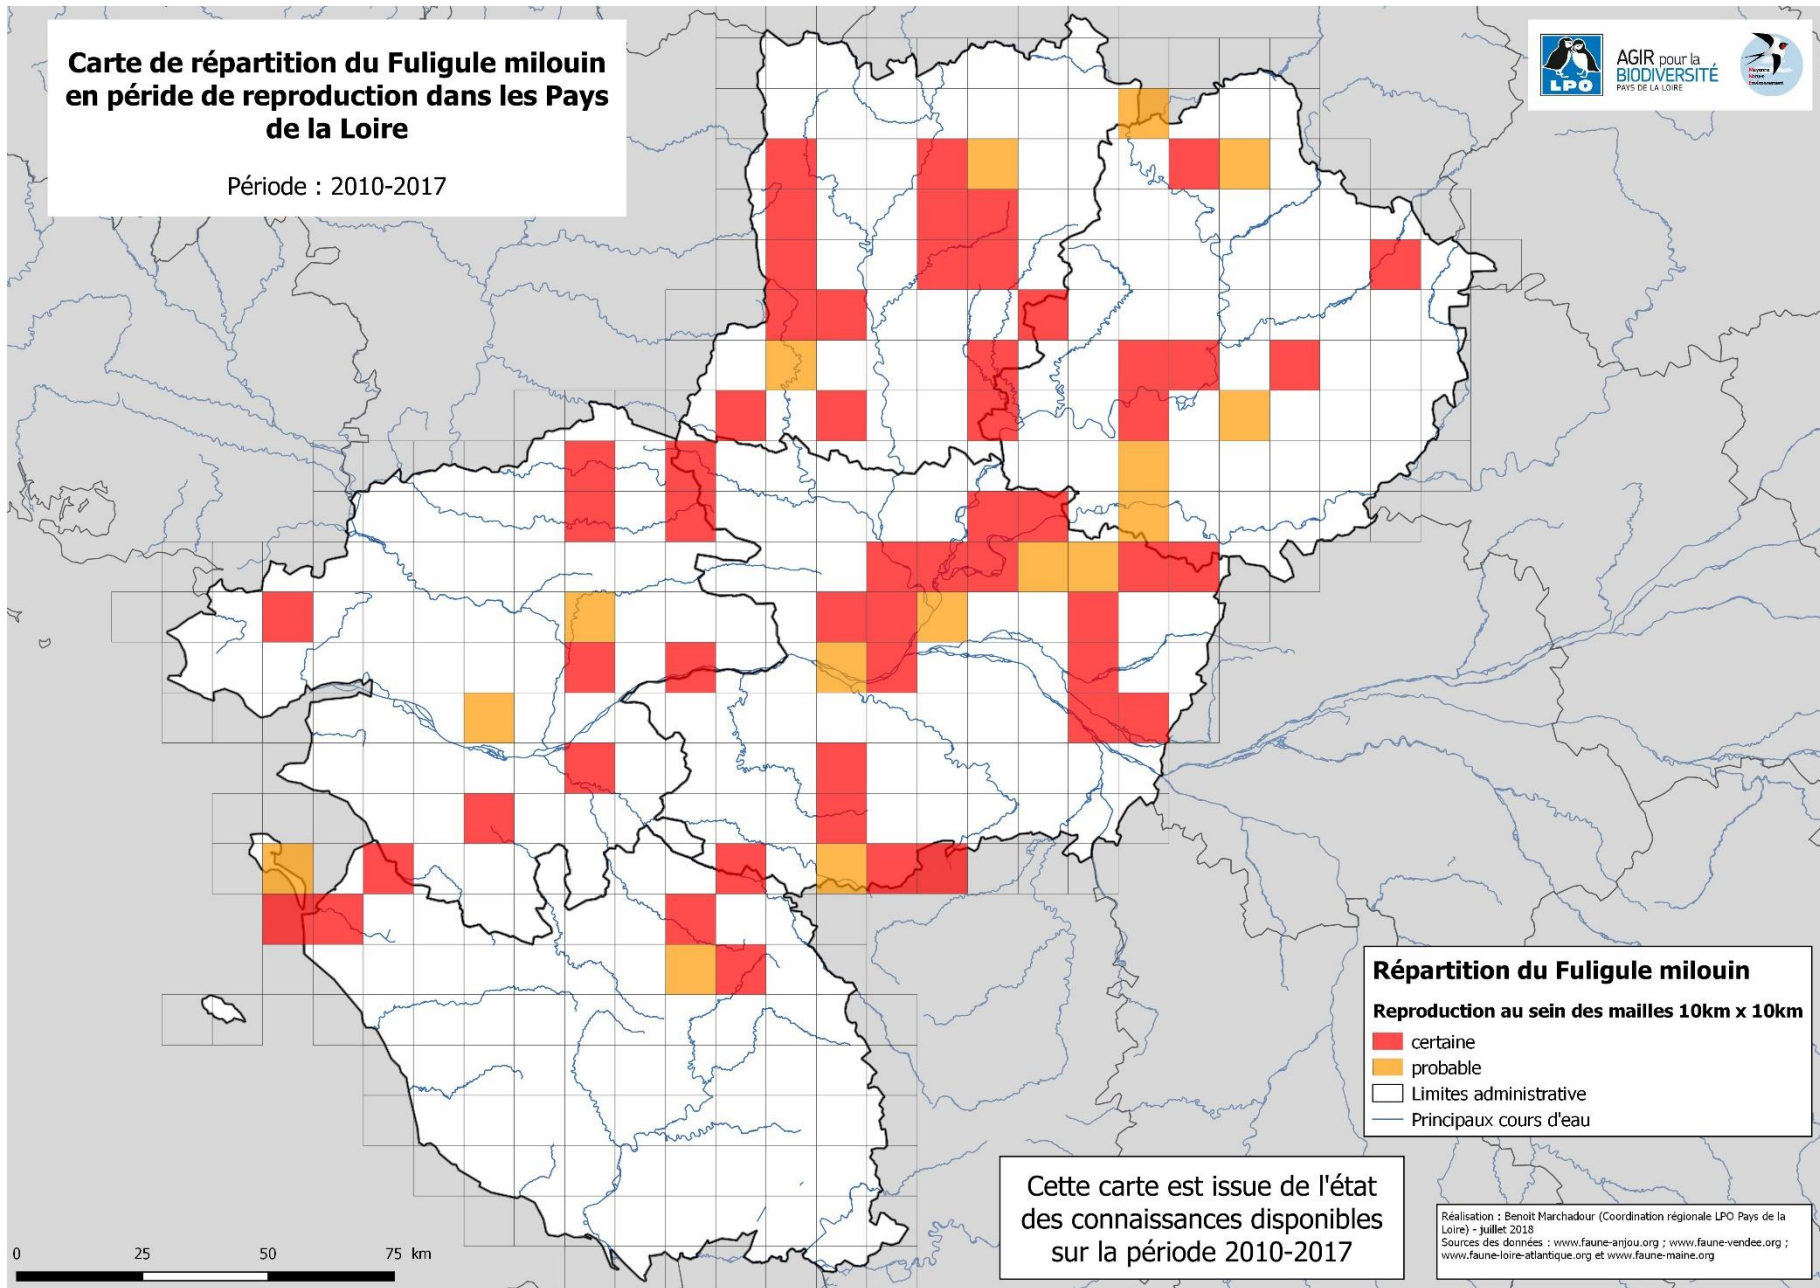 Carte de répartition du Fuligule milouin
en péride de reproduction dans les Pays
de la Loire
Période : 2010-2017
LPO
AGIR pour la
BIODIVERSITÉ
PAYS DE LA LOIRE
Mayenne
Nature
Environnement
Répartition du Fuligule milouin
Reproduction au sein des mailles 10km x 10km
certaine
probable
Limites administrative
Principaux cours d'eau
Cette carte est issue de l'état
des connaissances disponibles
sur la période 2010-2017
Réalisation : Benoit Marchadour (Coordination régionale LPO Pays de la
Loire) - juillet 2018
Sources des données : www.faune-anjou.org ; www.faune-vendee.org ;
www.faune-loire-atlantique.org et www.faune-maine.org
0 25 50 75 km